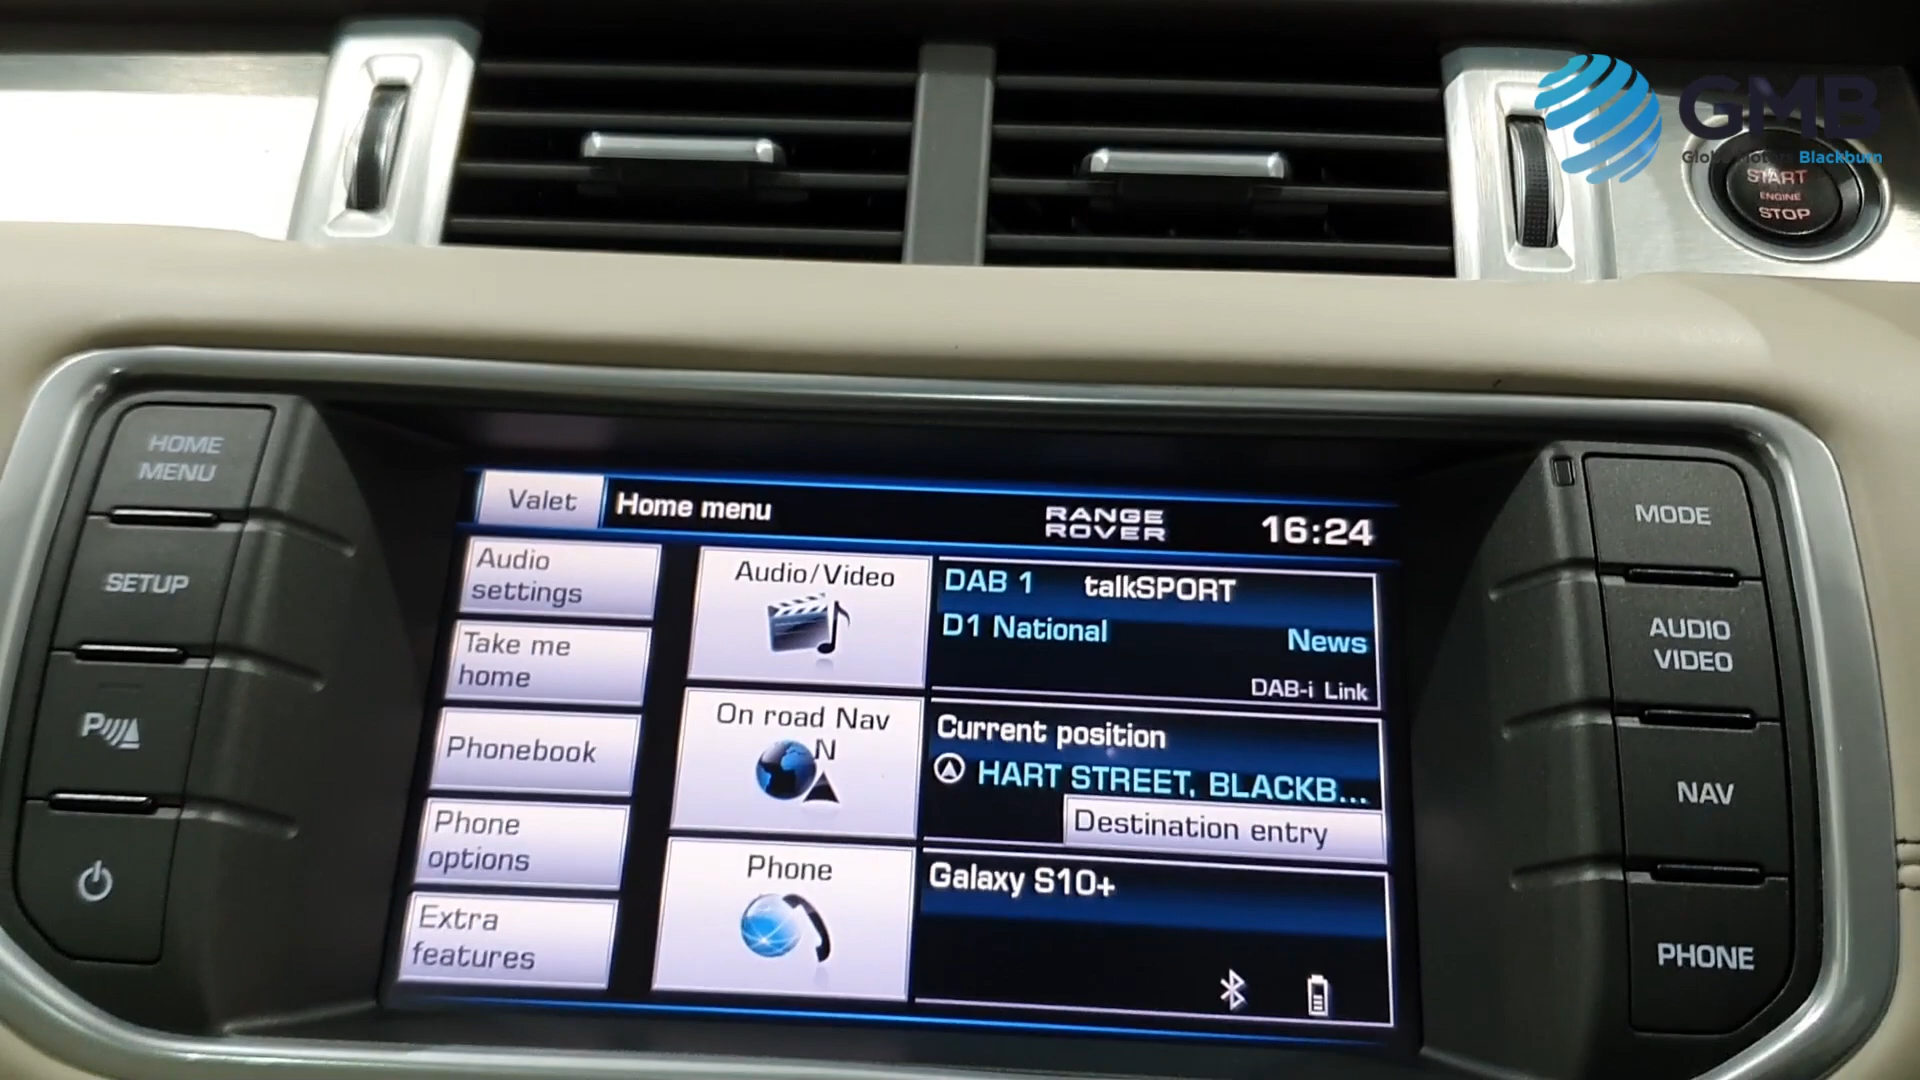 GMB
Global Motors Blackburn
START
ENGINE
STOP
HOME
MENU
SETUP
P
MODE
AUDIO
VIDEO
NAV
PHONE
Valet
Home menu
RANGE
ROVER
16:24
Audio
settings
Take me
home
Phonebook
Phone
options
Extra
features
Audio/Video
On road Nav
N
Phone
DAB 1
talkSPORT
D1 National
News
DAB-i Link
Current position
HART STREET, BLACKB...
Destination entry
Galaxy S10+